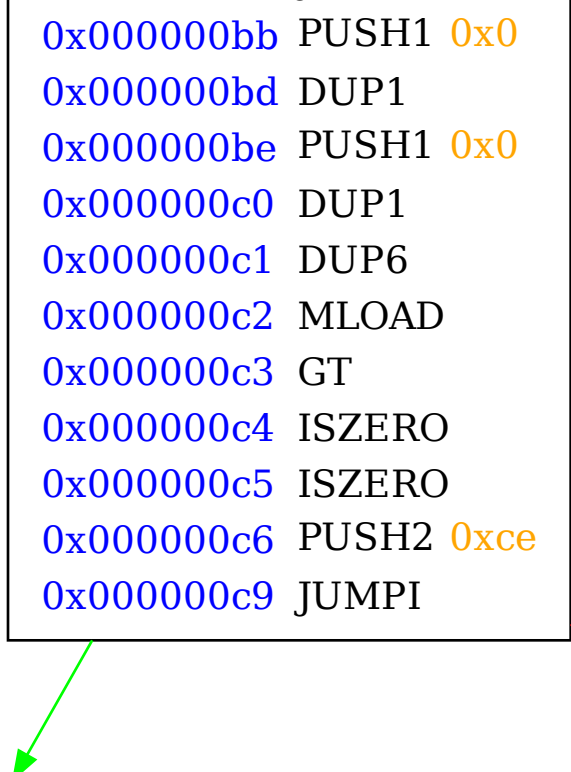 0x000000bb PUSH1 0x0
0x000000bd DUP1
0x000000be PUSH1 0x0
0x000000c0 DUP1
0x000000c1 DUP6
0x000000c2 MLOAD
0x000000c3 GT
0x000000c4 ISZERO
0x000000c5 ISZERO
0x000000c6 PUSH2 0xce
0x000000c9 JUMPI